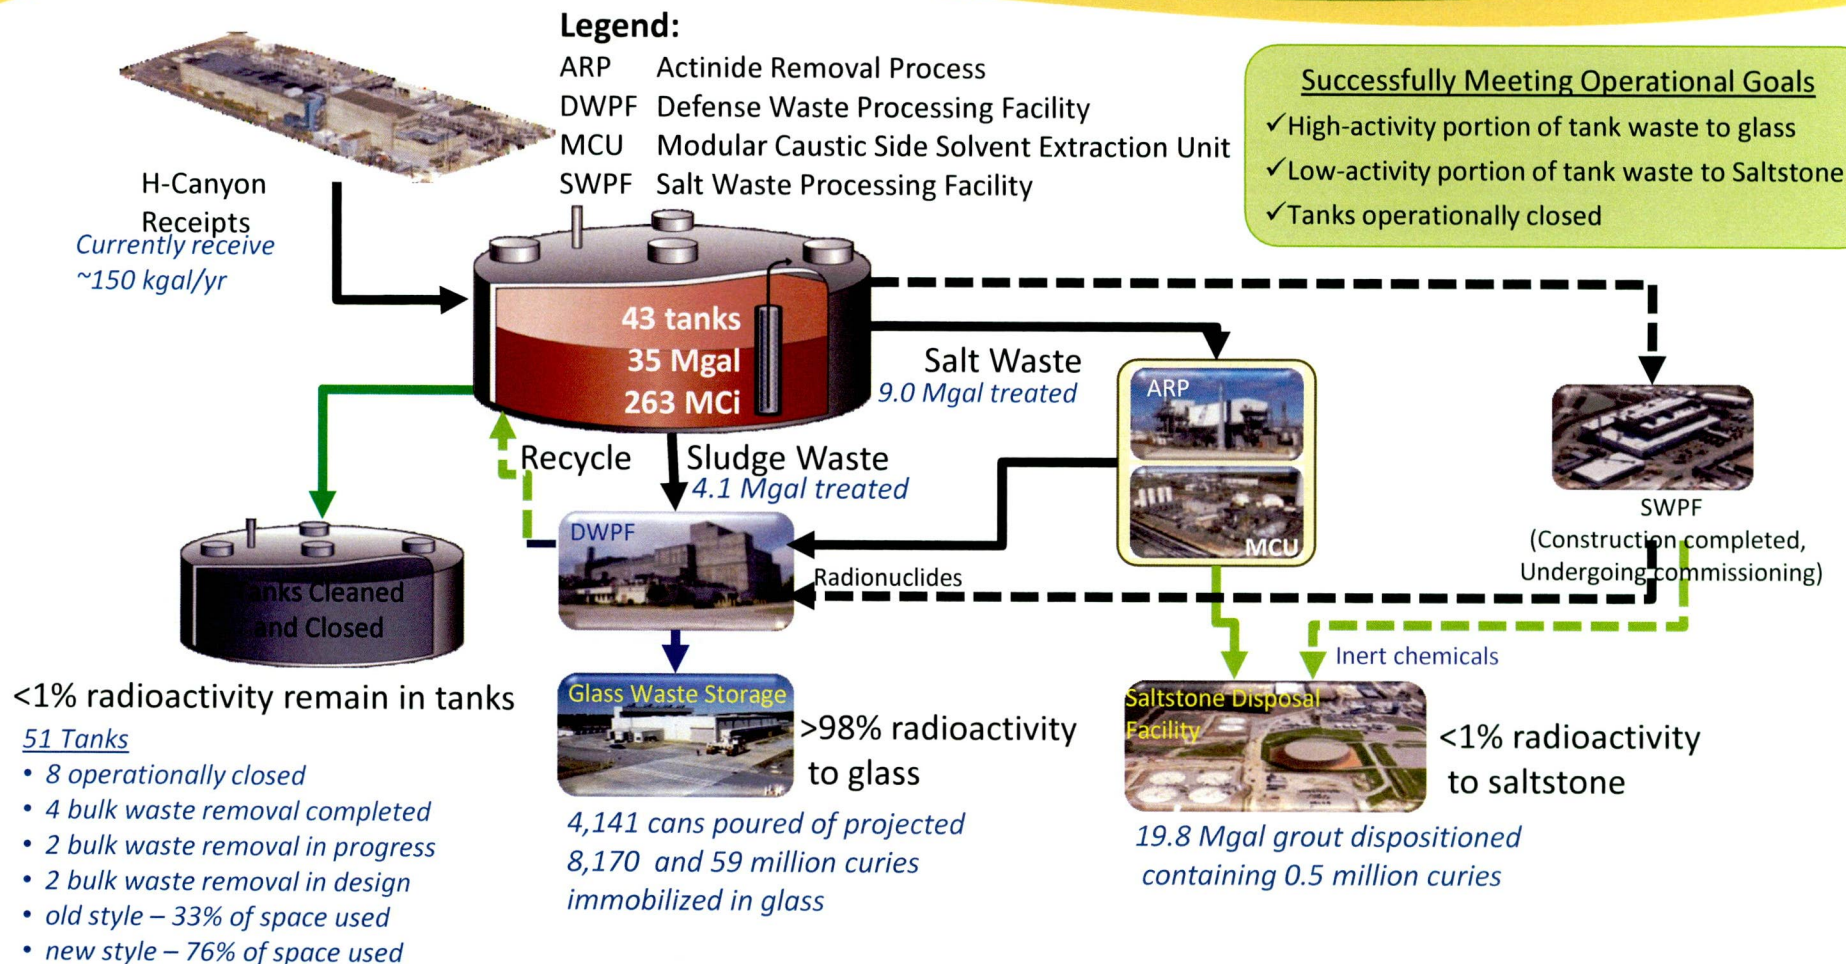 Legend:
ARP Actinide Removal Process
DWPF Defense Waste Processing Facility
MCU Modular Caustic Side Solvent Extraction Unit
SWPF Salt Waste Processing Facility
Successfully Meeting Operational Goals
✓High-activity portion of tank waste to glass
✓Low-activity portion of tank waste to Saltstone
✓Tanks operationally closed
H-Canyon
Receipts
Currently receive
~150 kgal/yr
43 tanks
35 Mgal
263 MCi
Salt Waste
9.0 Mgal treated
ARP
MCU
SWPF
(Construction completed,
Undergoing commissioning)
Recycle
Sludge Waste
4.1 Mgal treated
DWPF
Radionuclides
Inert chemicals
anks Cleaned
and Closed
<1% radioactivity remain in tanks
51 Tanks
• 8 operationally closed
• 4 bulk waste removal completed
• 2 bulk waste removal in progress
• 2 bulk waste removal in design
• old style – 33% of space used
• new style – 76% of space used
Glass Waste Storage
>98% radioactivity
to glass
4,141 cans poured of projected
8,170 and 59 million curies
immobilized in glass
Saltstone Disposal
Facility
<1% radioactivity
to saltstone
19.8 Mgal grout dispositioned
containing 0.5 million curies